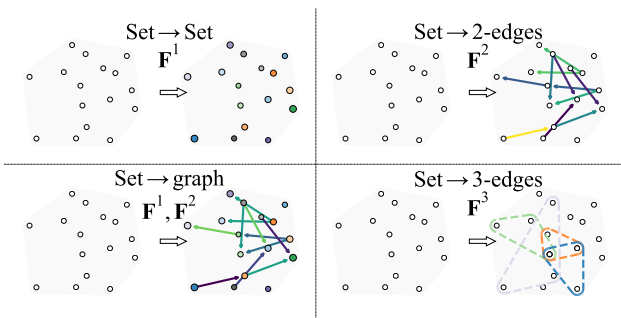 Set → Set
F¹
Set → 2-edges
F²
Set → graph
F¹, F²
Set → 3-edges
F³